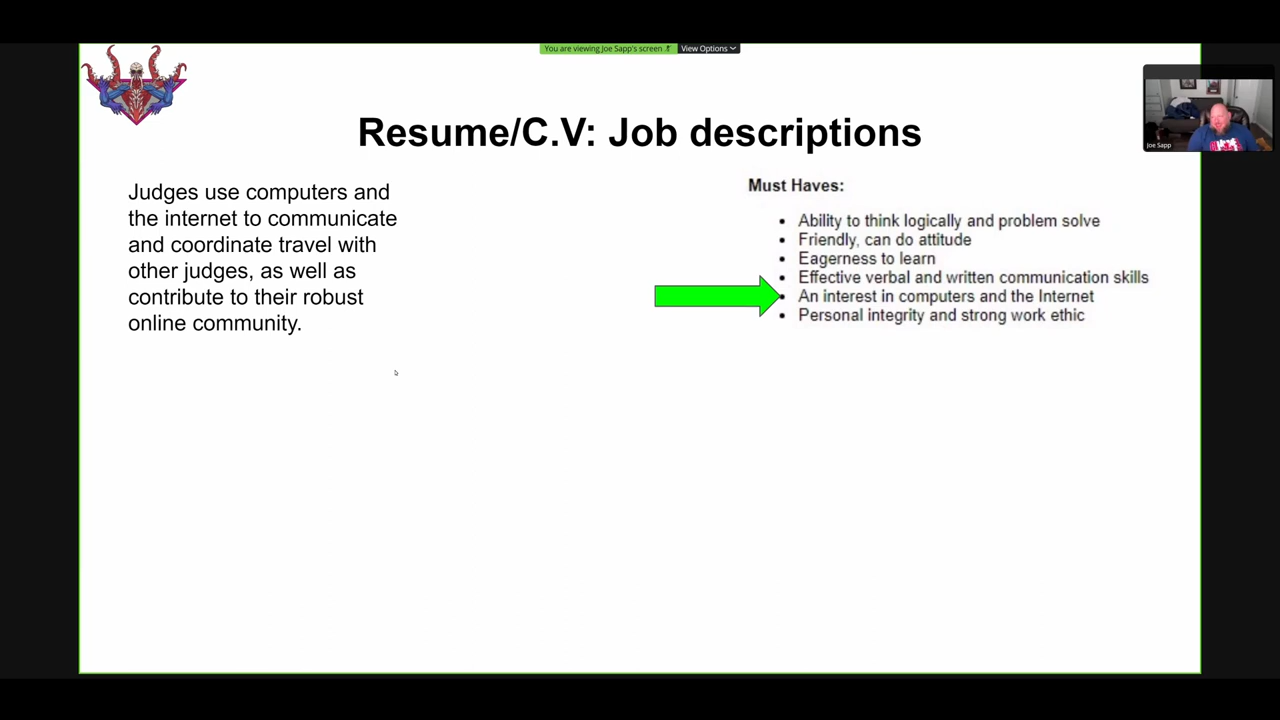 You are viewing Joe Sapp's screen
View Options
Joe Sapp
Resume/C.V: Job descriptions
Judges use computers and
the internet to communicate
and coordinate travel with
other judges, as well as
contribute to their robust
online community.
Must Haves:
• Ability to think logically and problem solve
• Friendly, can do attitude
• Eagerness to learn
• Effective verbal and written communication skills
• An interest in computers and the Internet
• Personal integrity and strong work ethic